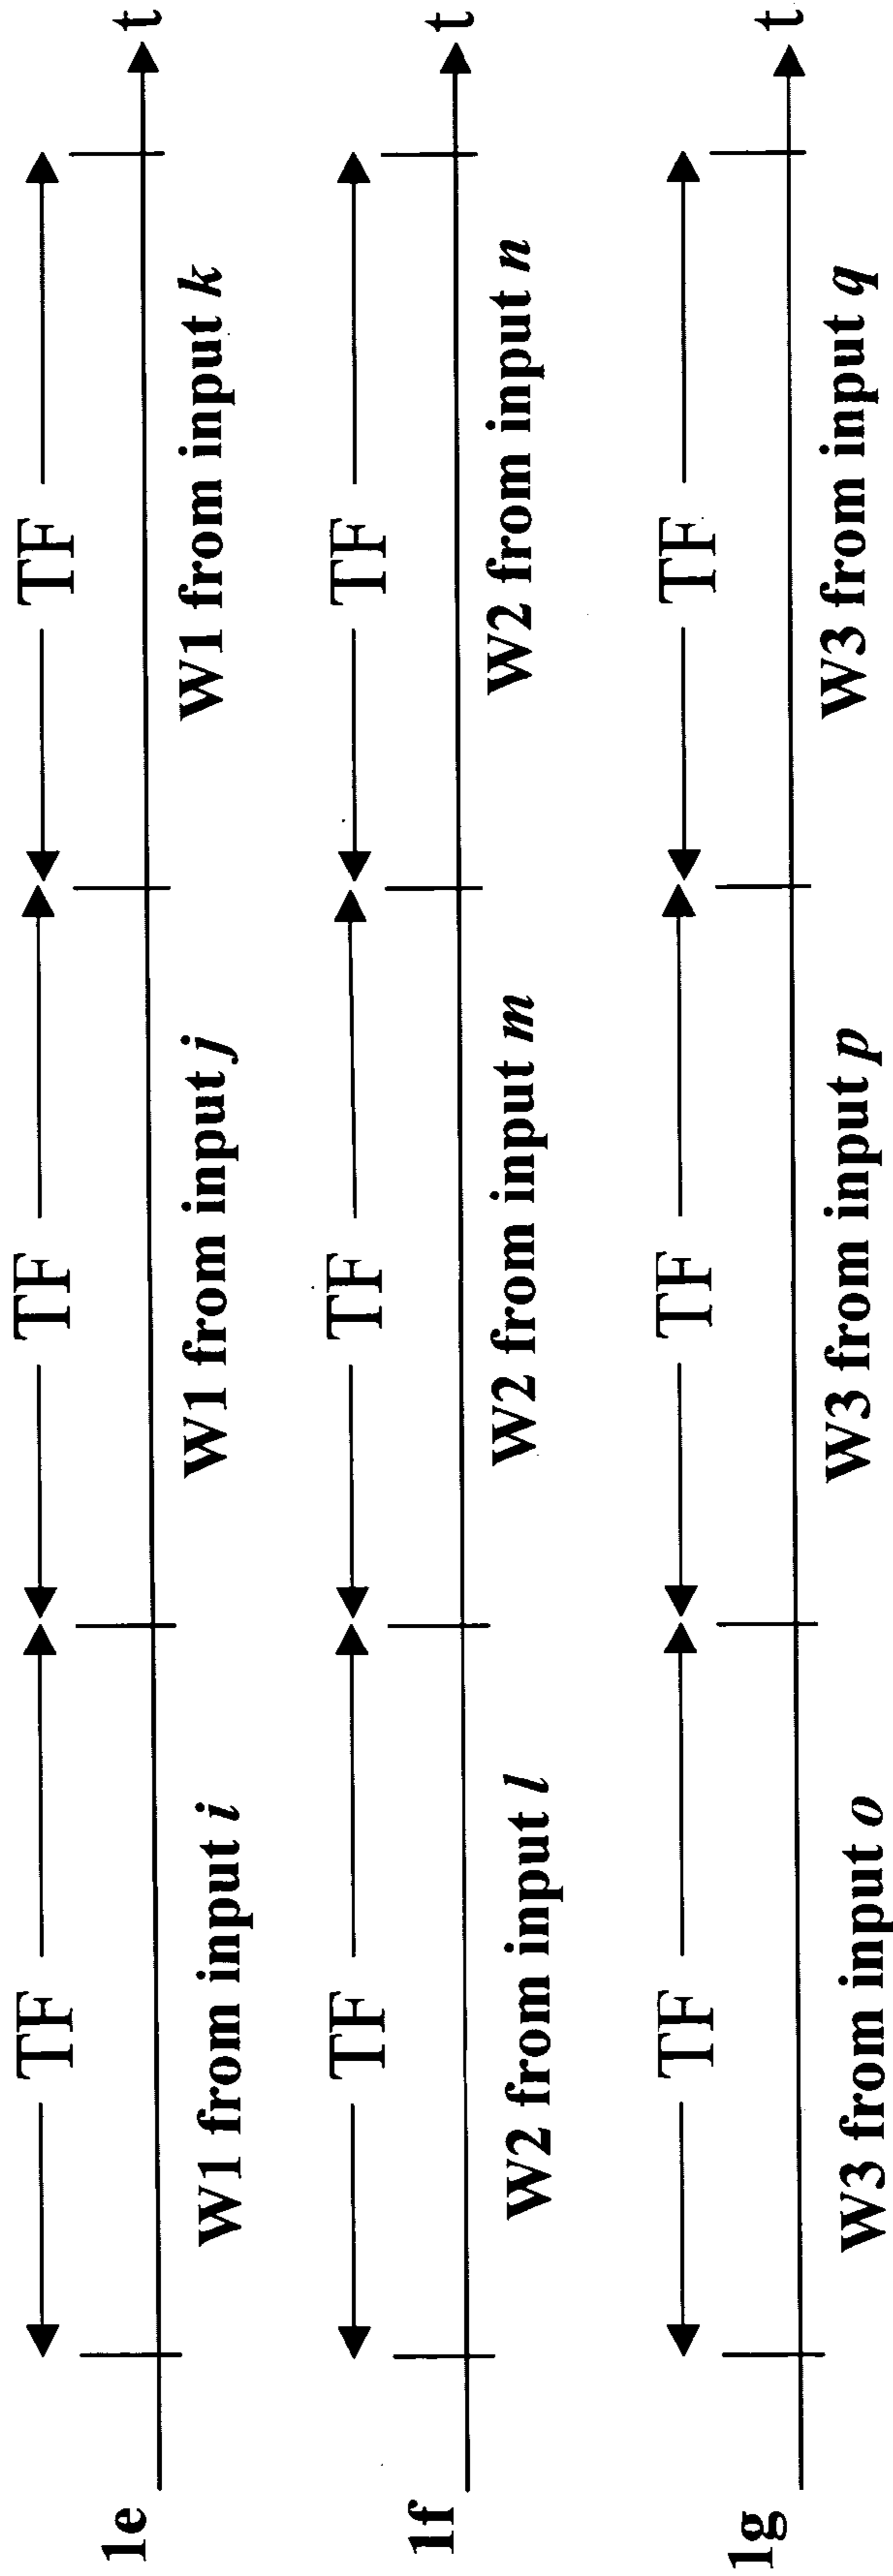 TF TF TF t
1e
W1 from input i W1 from input j W1 from input k
TF TF TF t
1f
W2 from input l W2 from input m W2 from input n
TF TF TF t
1g
W3 from input o W3 from input p W3 from input q